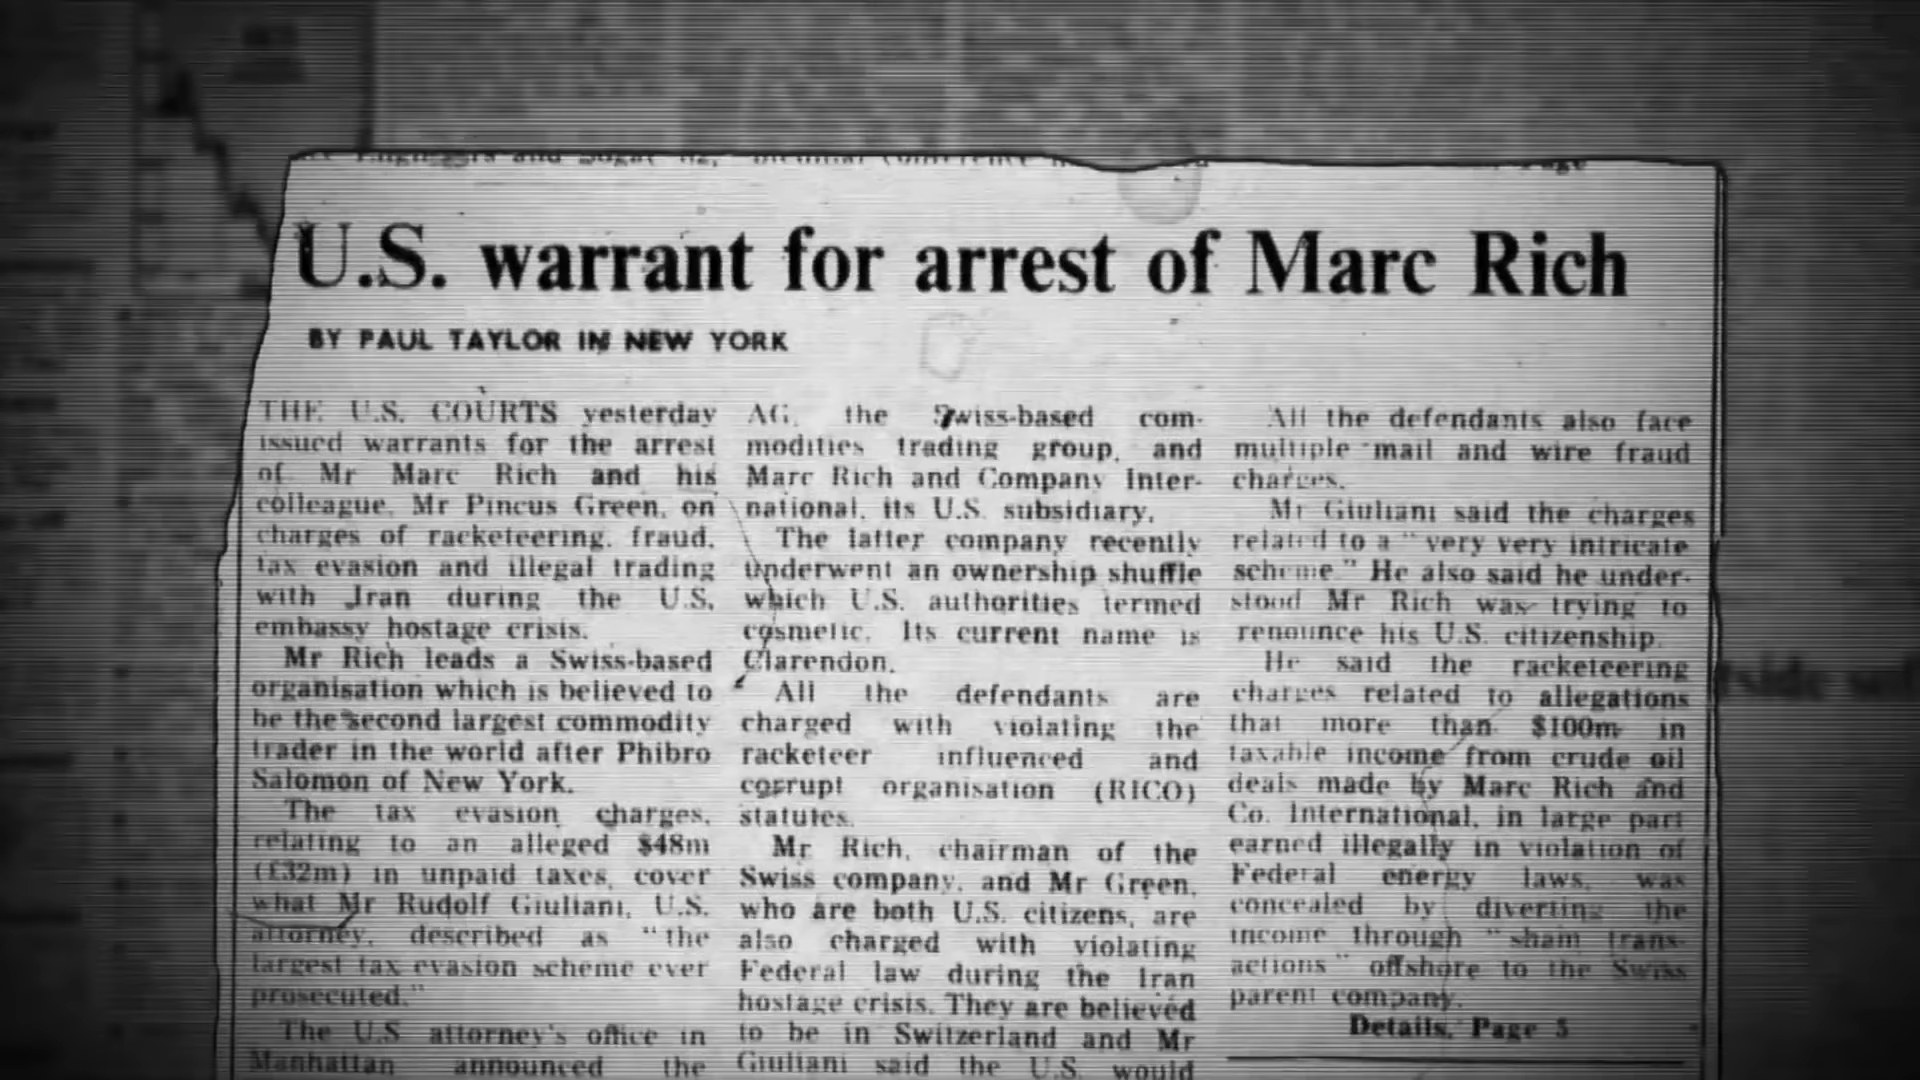 U.S. warrant for arrest of Marc Rich
BY PAUL TAYLOR IN NEW YORK
THE U.S. COURTS yesterday
issued warrants for the arrest
of Mr Marc Rich and his
colleague, Mr Pincus Green, on
charges of racketeering, fraud,
tax evasion and illegal trading
with Iran during the U.S.
embassy hostage crisis.
Mr Rich leads a Swiss-based
organisation which is believed to
be the second largest commodity
trader in the world after Phibro
Salomon of New York.
The tax evasion charges,
relating to an alleged $48m
(£32m) in unpaid taxes, cover
what Mr Rudolf Giuliani, U.S.
attorney, described as "the
largest tax evasion scheme ever
prosecuted."
The U.S attorney's office in
Manhattan announced the
AG, the Swiss-based com-
modities trading group, and
Marc Rich and Company Inter-
national, its U.S. subsidiary.
The latter company recently
underwent an ownership shuffle
which U.S. authorities termed
cosmetic. Its current name is
Clarendon.
All the defendants are
charged with violating the
racketeer influenced and
corrupt organisation (RICO)
statutes.
Mr Rich, chairman of the
Swiss company, and Mr Green,
who are both U.S. citizens, are
also charged with violating
Federal law during the Iran
hostage crisis. They are believed
to be in Switzerland and Mr
Giuliani said the U.S. would
All the defendants also face
multiple mail and wire fraud
charges.
Mr Giuliani said the charges
related to a "very very intricate
scheme." He also said he under-
stood Mr Rich was trying to
renounce his U.S. citizenship.
He said the racketeering
charges related to allegations
that more than $100m in
taxable income from crude oil
deals made by Marc Rich and
Co. International, in large part
earned illegally in violation of
Federal energy laws, was
concealed by diverting the
income through "sham trans-
actions" offshore to the Swiss
parent company.
Details, Page 5